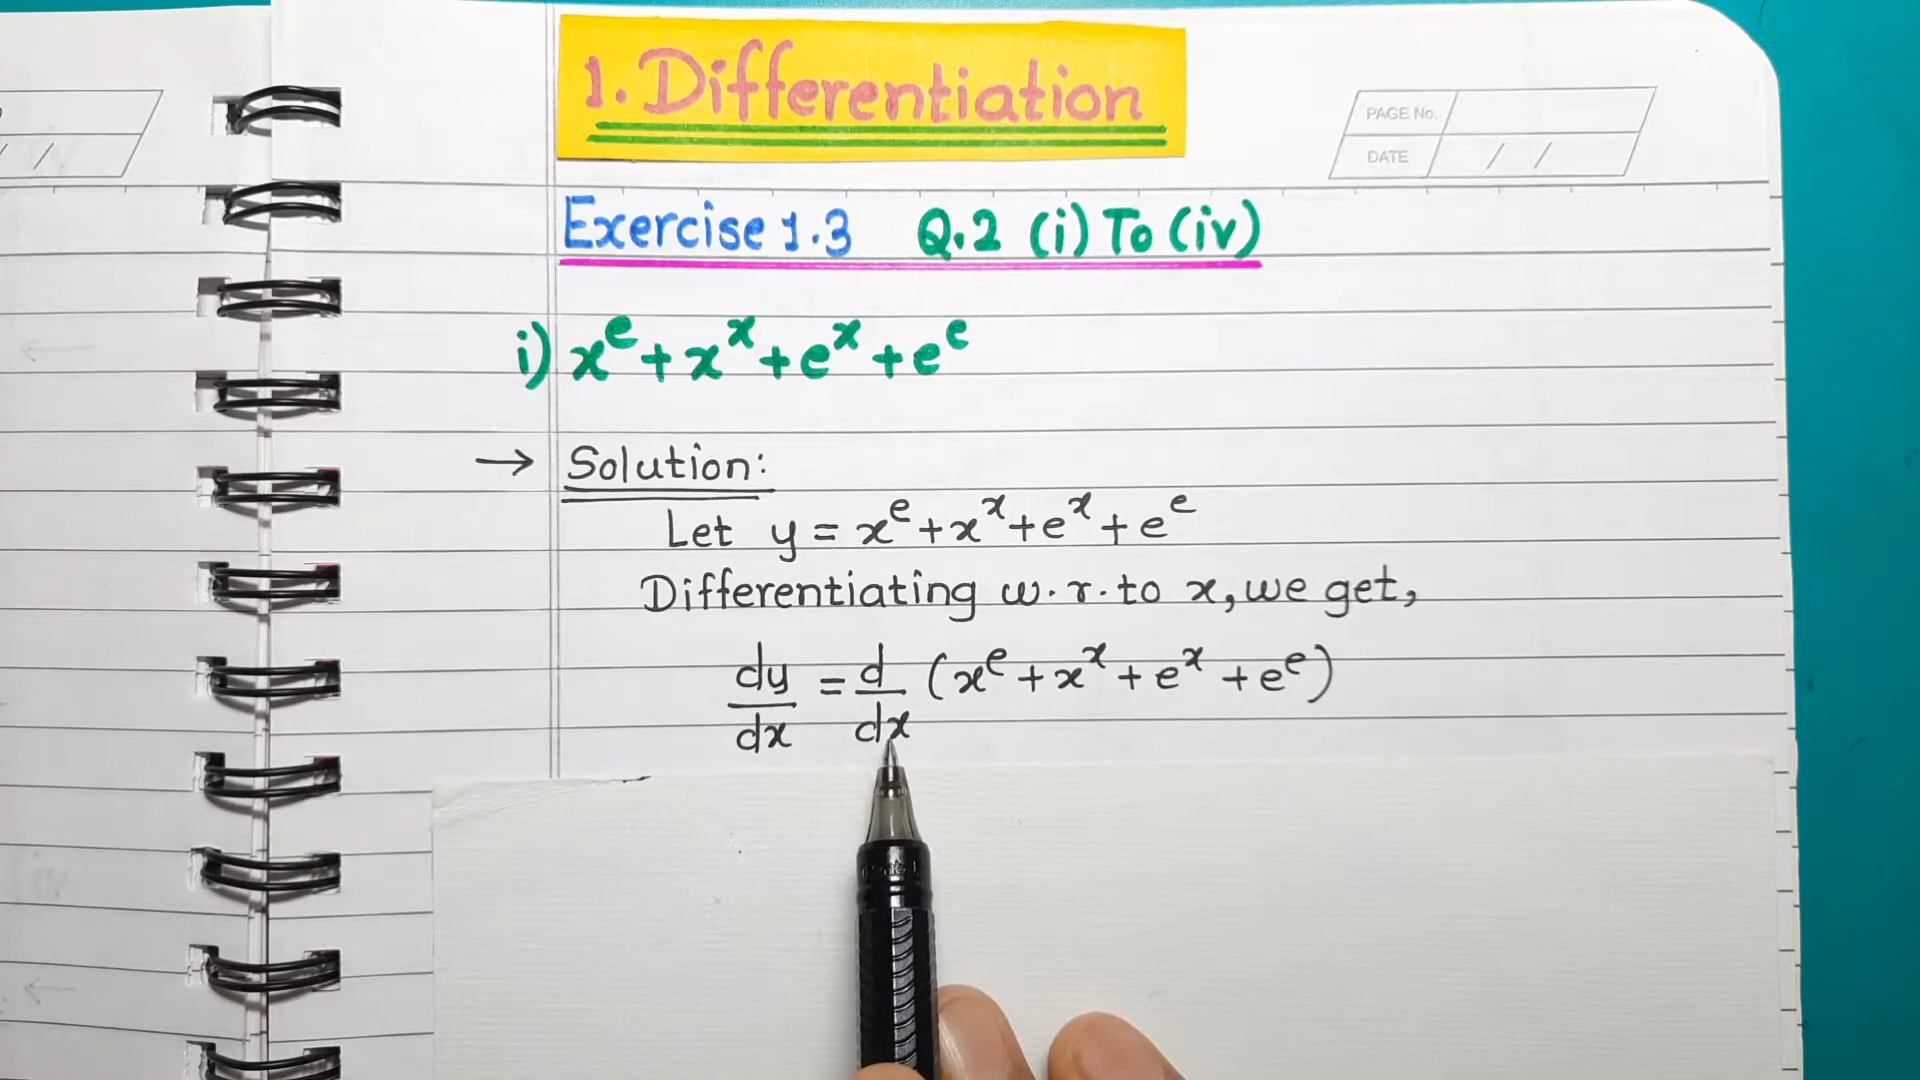 1. Differentiation
PAGE No.
DATE / /
Exercise 1.3 Q.2 (i) To (iv)
i) x^e + x^x + e^x + e^e
→ Solution:
Let y = x^e + x^x + e^x + e^e
Differentiating w.r.to x, we get,
dy/dx = d/dx (x^e + x^x + e^x + e^e)